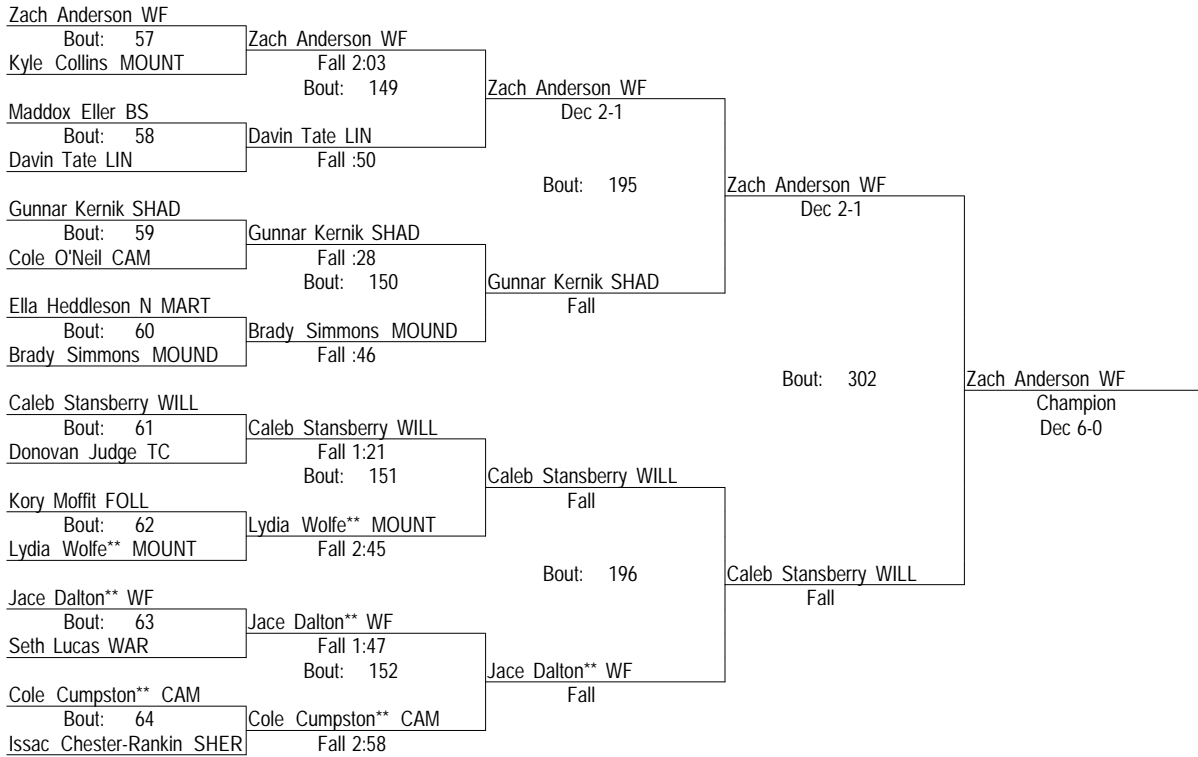 Zach Anderson WF
Bout: 57
Kyle Collins MOUNT
Maddox Eller BS
Bout: 58
Davin Tate LIN
Gunnar Kernik SHAD
Bout: 59
Cole O'Neil CAM
Ella Heddleson N MART
Bout: 60
Brady Simmons MOUND
Caleb Stansberry WILL
Bout: 61
Donovan Judge TC
Kory Moffit FOLL
Bout: 62
Lydia Wolfe** MOUNT
Jace Dalton** WF
Bout: 63
Seth Lucas WAR
Cole Cumpston** CAM
Bout: 64
Issac Chester-Rankin SHER
Zach Anderson WF
Fall 2:03
Bout: 149
Davin Tate LIN
Fall :50
Gunnar Kernik SHAD
Fall :28
Bout: 150
Brady Simmons MOUND
Fall :46
Caleb Stansberry WILL
Fall 1:21
Bout: 151
Lydia Wolfe** MOUNT
Fall 2:45
Jace Dalton** WF
Fall 1:47
Bout: 152
Cole Cumpston** CAM
Fall 2:58
Zach Anderson WF
Dec 2-1
Bout: 195
Gunnar Kernik SHAD
Fall
Caleb Stansberry WILL
Fall
Bout: 196
Jace Dalton** WF
Fall
Zach Anderson WF
Dec 2-1
Bout: 302
Caleb Stansberry WILL
Fall
Zach Anderson WF
Champion
Dec 6-0